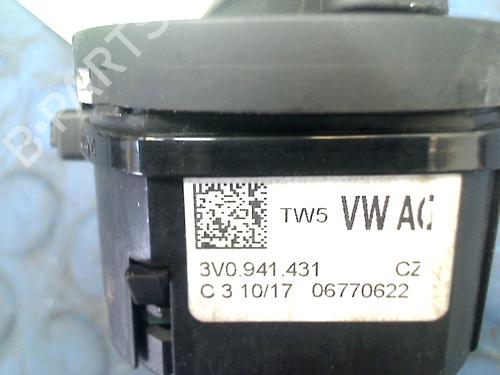 B-PARTS
TW5 VW AG
3V0.941.431 CZ
C 3 10/17 06770622